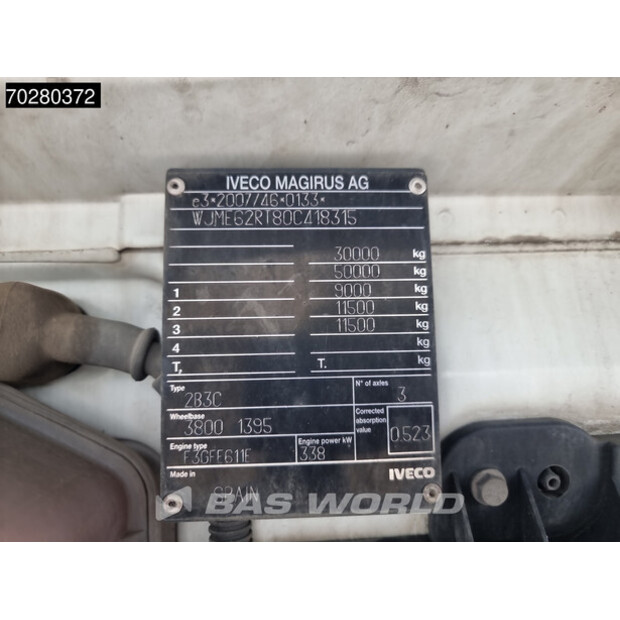 70280372
IVECO MAGIRUS AG
e3*2007/46*0133*
WJME62RT80C418315
30000 kg
50000 kg
1 9000 kg
2 11500 kg
3 11500 kg
4 kg
T, T. kg
Type
2B3C
N° of axles
3
Wheelbase
3800 1395
Corrected absorption value
0.523
Engine type
F3GFE611E
Engine power kW
338
Made in
IVECO
BAS WORLD